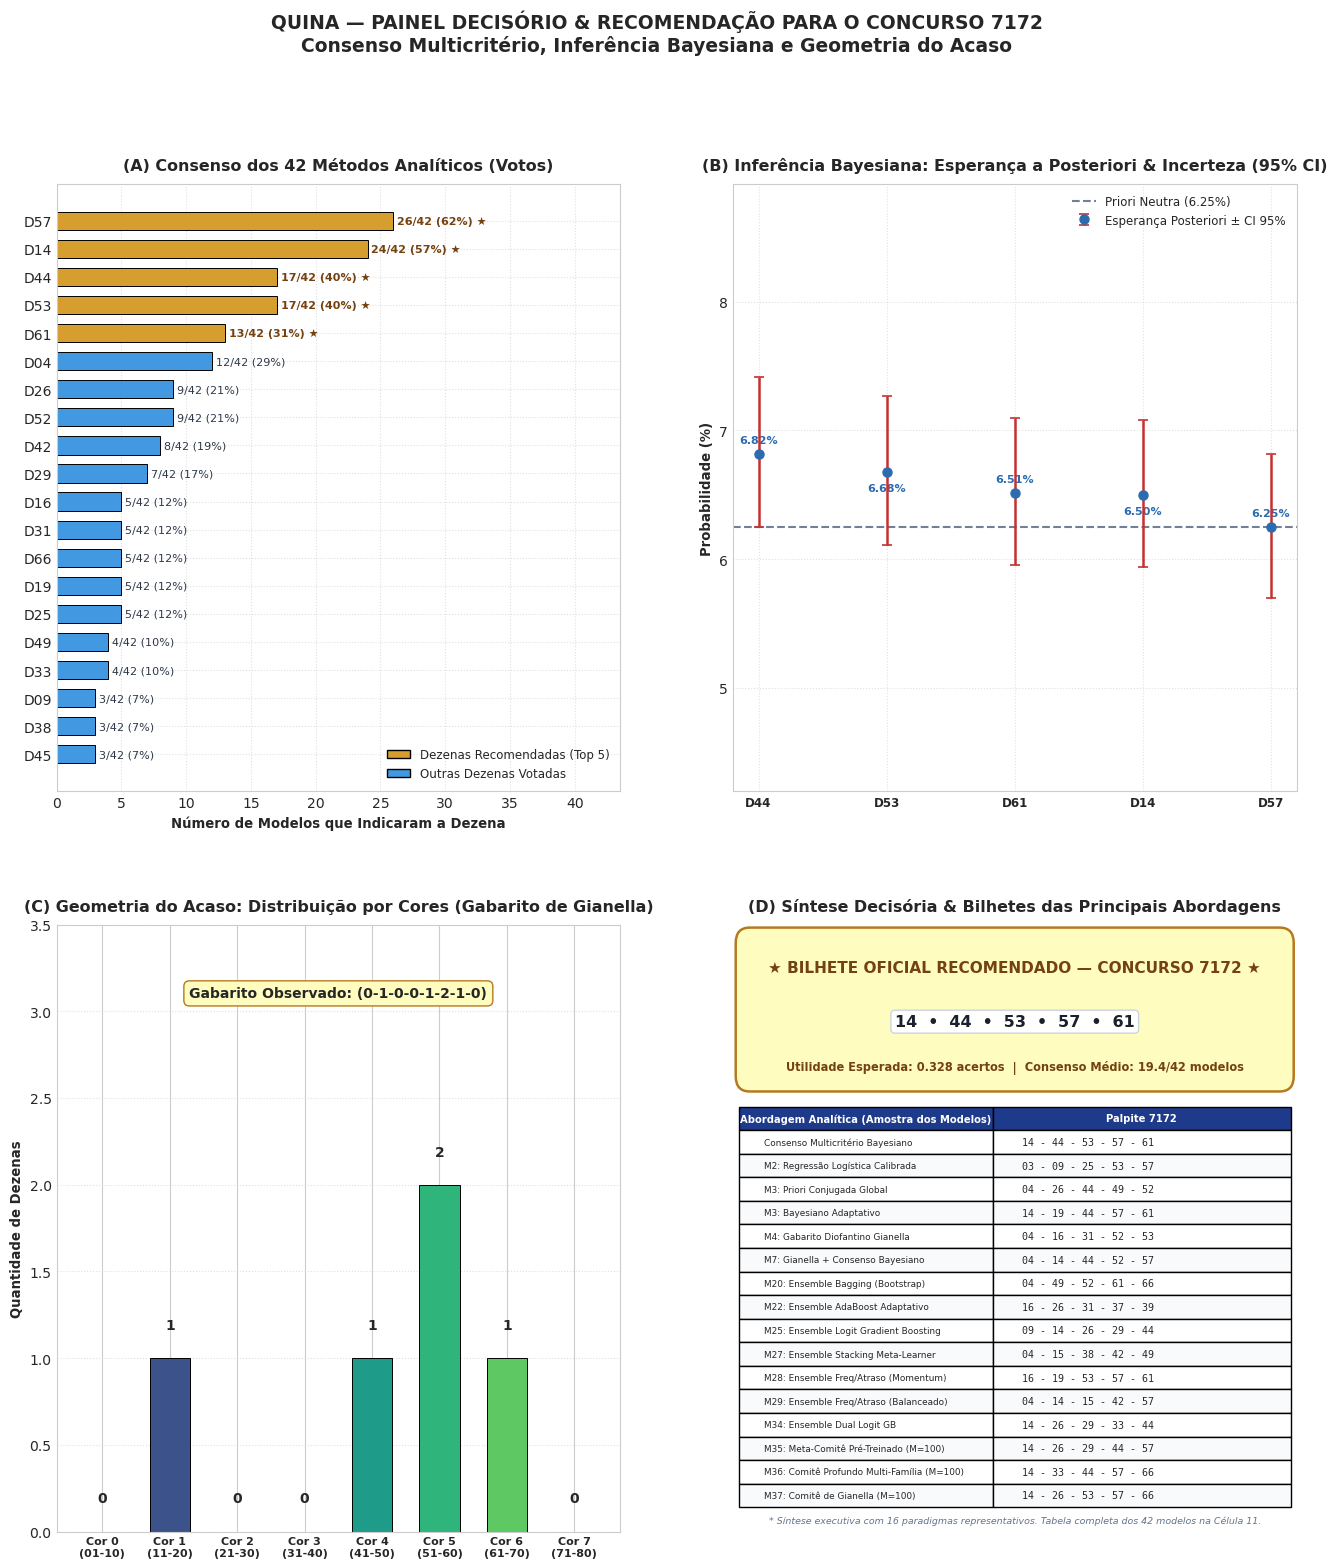 QUINA — PAINEL DECISÓRIO & RECOMENDAÇÃO PARA O CONCURSO 7172
Consenso Multicritério, Inferência Bayesiana e Geometria do Acaso
(A) Consenso dos 42 Métodos Analíticos (Votos)
D57 26/42 (62%) ★
D14 24/42 (57%) ★
D44 17/42 (40%) ★
D53 17/42 (40%) ★
D61 13/42 (31%) ★
D04 12/42 (29%)
D26 9/42 (21%)
D52 9/42 (21%)
D42 8/42 (19%)
D29 7/42 (17%)
D16 5/42 (12%)
D31 5/42 (12%)
D66 5/42 (12%)
D19 5/42 (12%)
D25 5/42 (12%)
D49 4/42 (10%)
D33 4/42 (10%)
D09 3/42 (7%)
D38 3/42 (7%)
D45 3/42 (7%)
Dezenas Recomendadas (Top 5)
Outras Dezenas Votadas
0 5 10 15 20 25 30 35 40
Número de Modelos que Indicaram a Dezena
(B) Inferência Bayesiana: Esperança a Posteriori & Incerteza (95% CI)
Priori Neutra (6.25%)
Esperança Posteriori ± CI 95%
Probabilidade (%)
8
7
6
5
6.82%
6.68%
6.51%
6.50%
6.25%
D44 D53 D61 D14 D57
(C) Geometria do Acaso: Distribuição por Cores (Gabarito de Gianella)
Gabarito Observado: (0-1-0-0-1-2-1-0)
Quantidade de Dezenas
3.5
3.0
2.5
2.0
1.5
1.0
0.5
0.0
0 1 0 0 1 2 1 0
Cor 0 Cor 1 Cor 2 Cor 3 Cor 4 Cor 5 Cor 6 Cor 7
(01-10) (11-20) (21-30) (31-40) (41-50) (51-60) (61-70) (71-80)
(D) Síntese Decisória & Bilhetes das Principais Abordagens
★ BILHETE OFICIAL RECOMENDADO — CONCURSO 7172 ★
14 • 44 • 53 • 57 • 61
Utilidade Esperada: 0.328 acertos | Consenso Médio: 19.4/42 modelos
Abordagem Analítica (Amostra dos Modelos) Palpite 7172
Consenso Multicritério Bayesiano 14 - 44 - 53 - 57 - 61
M2: Regressão Logística Calibrada 03 - 09 - 25 - 53 - 57
M3: Priori Conjugada Global 04 - 26 - 44 - 49 - 52
M3: Bayesiano Adaptativo 14 - 19 - 44 - 57 - 61
M4: Gabarito Diofantino Gianella 04 - 16 - 31 - 52 - 53
M7: Gianella + Consenso Bayesiano 04 - 14 - 44 - 52 - 57
M20: Ensemble Bagging (Bootstrap) 04 - 49 - 52 - 61 - 66
M22: Ensemble AdaBoost Adaptativo 16 - 26 - 31 - 37 - 39
M25: Ensemble Logit Gradient Boosting 09 - 14 - 26 - 29 - 44
M27: Ensemble Stacking Meta-Learner 04 - 15 - 38 - 42 - 49
M28: Ensemble Freq/Atraso (Momentum) 16 - 19 - 53 - 57 - 61
M29: Ensemble Freq/Atraso (Balanceado) 04 - 14 - 15 - 42 - 57
M34: Ensemble Dual Logit GB 14 - 26 - 29 - 33 - 44
M35: Meta-Comitê Pré-Treinado (M=100) 14 - 26 - 29 - 44 - 57
M36: Comitê Profundo Multi-Família (M=100) 14 - 33 - 44 - 57 - 66
M37: Comitê de Gianella (M=100) 14 - 26 - 53 - 57 - 66
* Síntese executiva com 16 paradigmas representativos. Tabela completa dos 42 modelos na Célula 11.